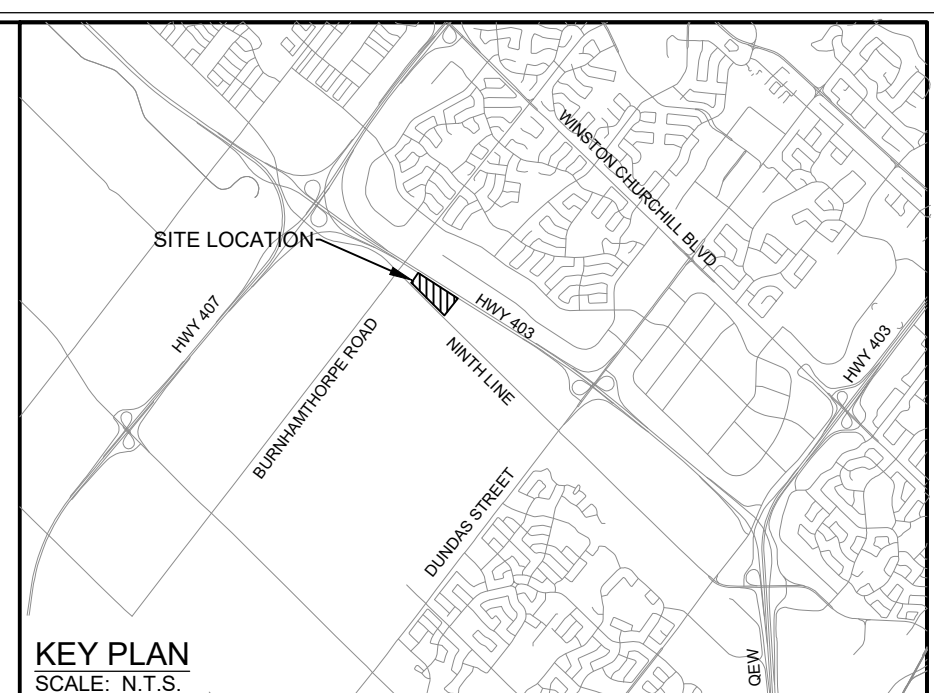 WINSTON CHURCHILL BLVD
SITE LOCATION
HWY 407
HWY 403
BURNHAMTHORPE ROAD
NINTH LINE
HWY 403
DUNDAS STREET
QEW
KEY PLAN
SCALE: N.T.S.